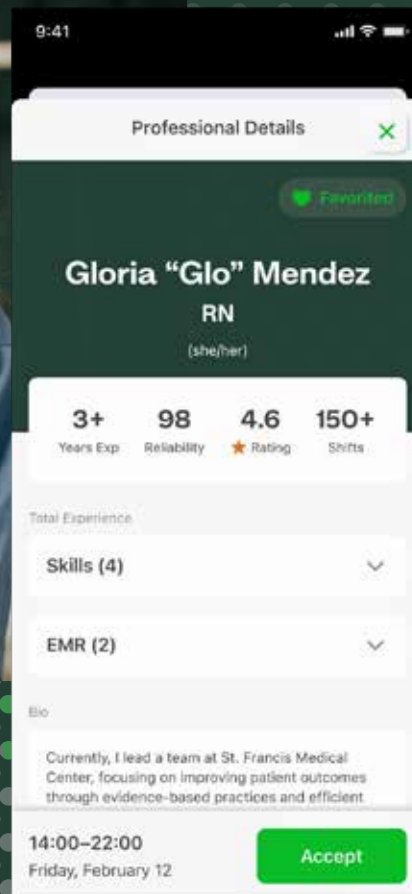 9:41
Professional Details
Favorited
Gloria “Glo” Mendez
RN
(she/her)
3+ 98 4.6 150+
Years Exp Reliability Rating Shifts
Total Experience
Skills (4)
EMR (2)
Bio
Currently, I lead a team at St. Francis Medical
Center, focusing on improving patient outcomes
through evidence-based practices and efficient
14:00–22:00
Friday, February 12
Accept